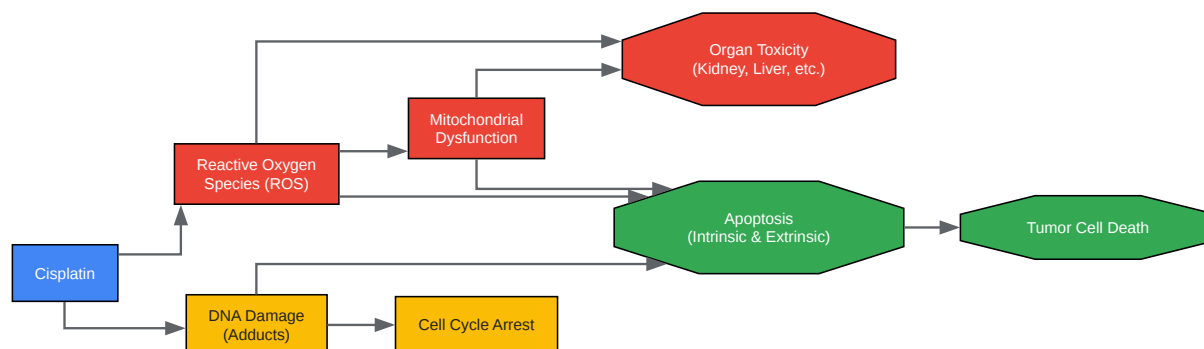 Organ Toxicity
(Kidney, Liver, etc.)
Mitochondrial
Dysfunction
Reactive Oxygen
Species (ROS)
Apoptosis
(Intrinsic & Extrinsic)
Tumor Cell Death
Cisplatin
DNA Damage
(Adducts)
Cell Cycle Arrest